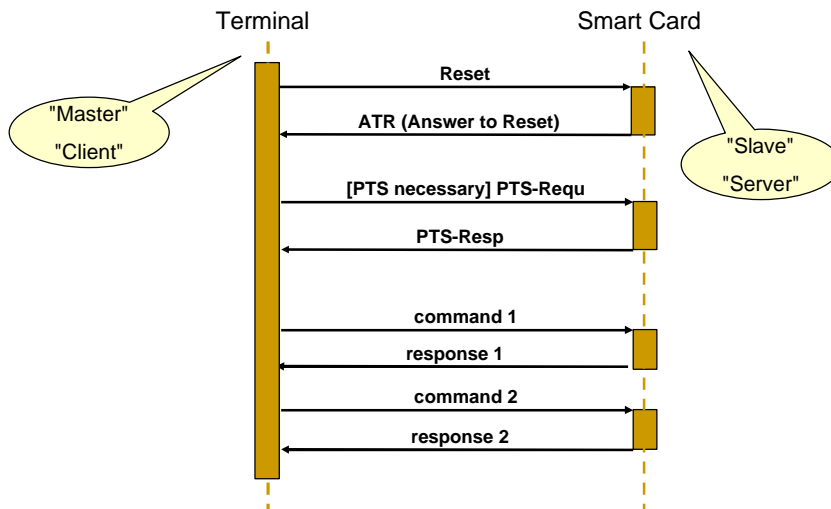 Terminal
Smart Card
Reset
"Master"
"Client"
ATR (Answer to Reset)
"Slave"
"Server"
[PTS necessary] PTS-Requ
PTS-Resp
command 1
response 1
command 2
response 2